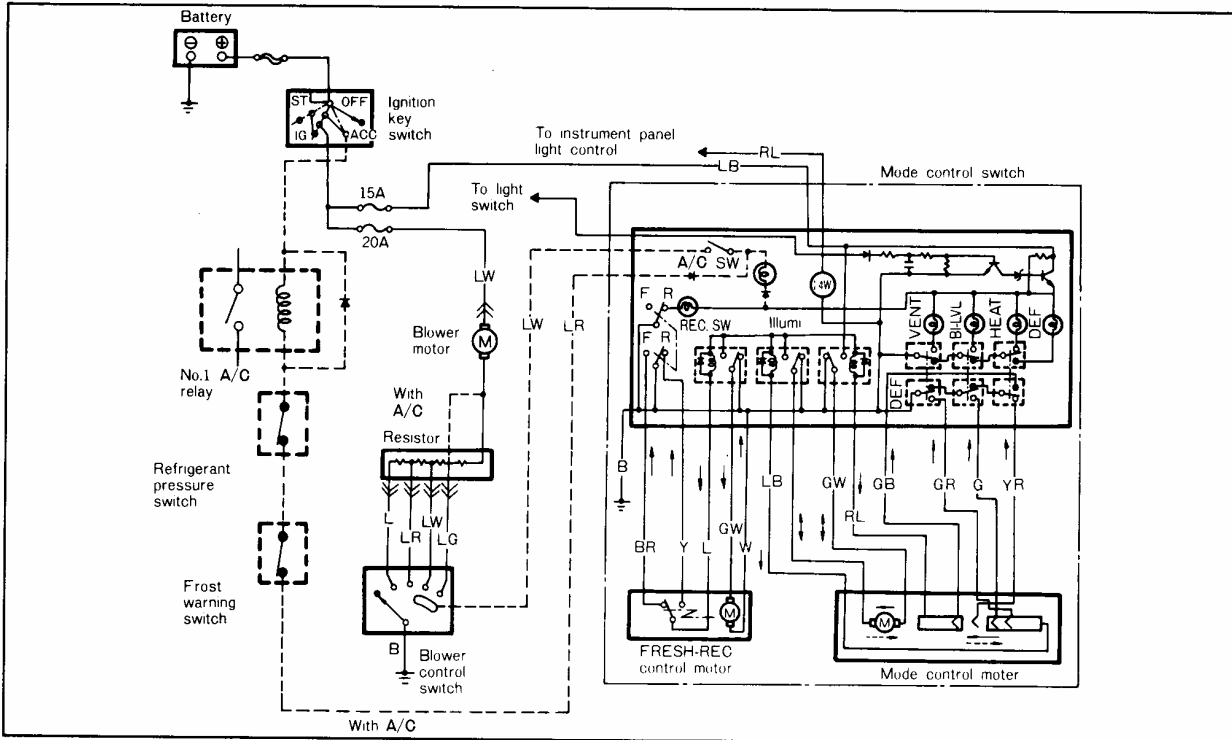 Battery
ST OFF
IG ACC
Ignition
key
switch
To instrument panel
light control
RL
LB
Mode control switch
15A
To light
switch
20A
A/C SW
LW
LW
LR
F R
REC. SW
F R
Illumi
VENT
BI-LVL
HEAT
DEF
DEF
Blower
motor
M
No.1 A/C
relay
With
A/C
Resistor
Refrigerant
pressure
switch
L
LR
LW
LG
B
LB
GW
GB
GR
G
YR
RL
BR
Y
L
GW
W
Frost
warning
switch
B
Blower
control
switch
M
FRESH-REC
control motor
M
Mode control moter
With A/C